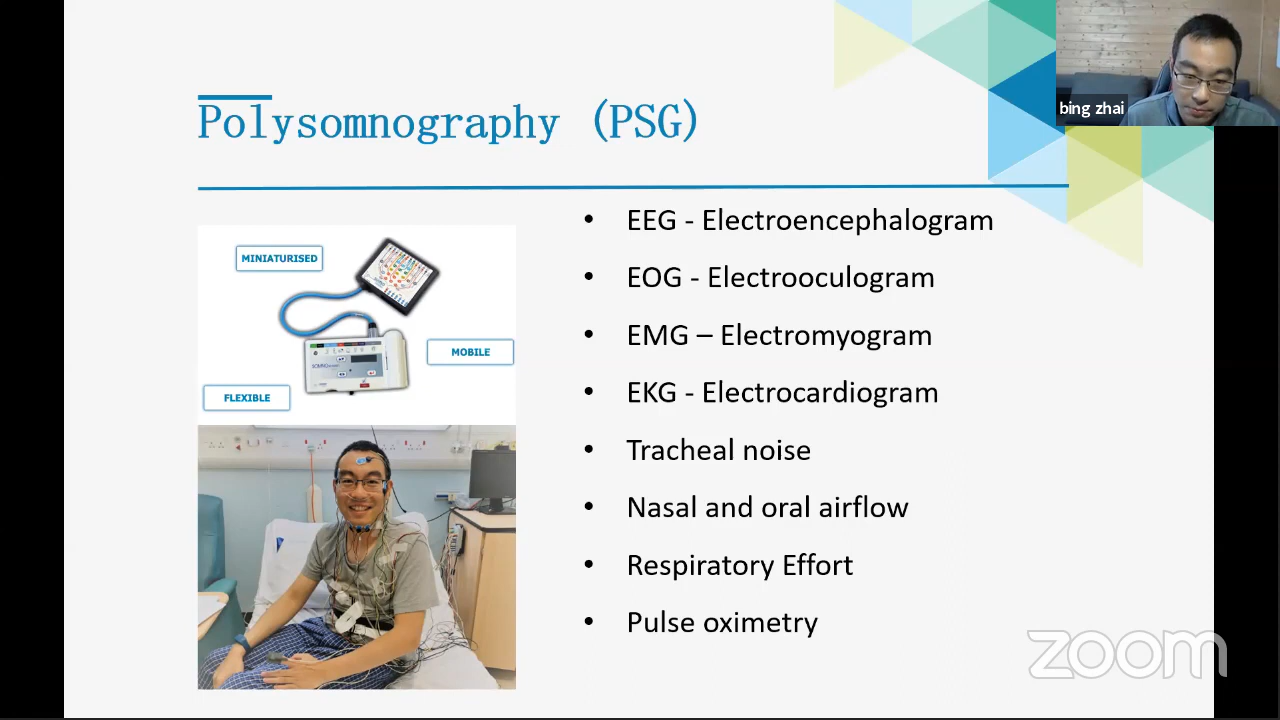 bing zhai
Polysomnography (PSG)
MINIATURISED
MOBILE
FLEXIBLE
• EEG - Electroencephalogram
• EOG - Electrooculogram
• EMG – Electromyogram
• EKG - Electrocardiogram
• Tracheal noise
• Nasal and oral airflow
• Respiratory Effort
• Pulse oximetry
zoom